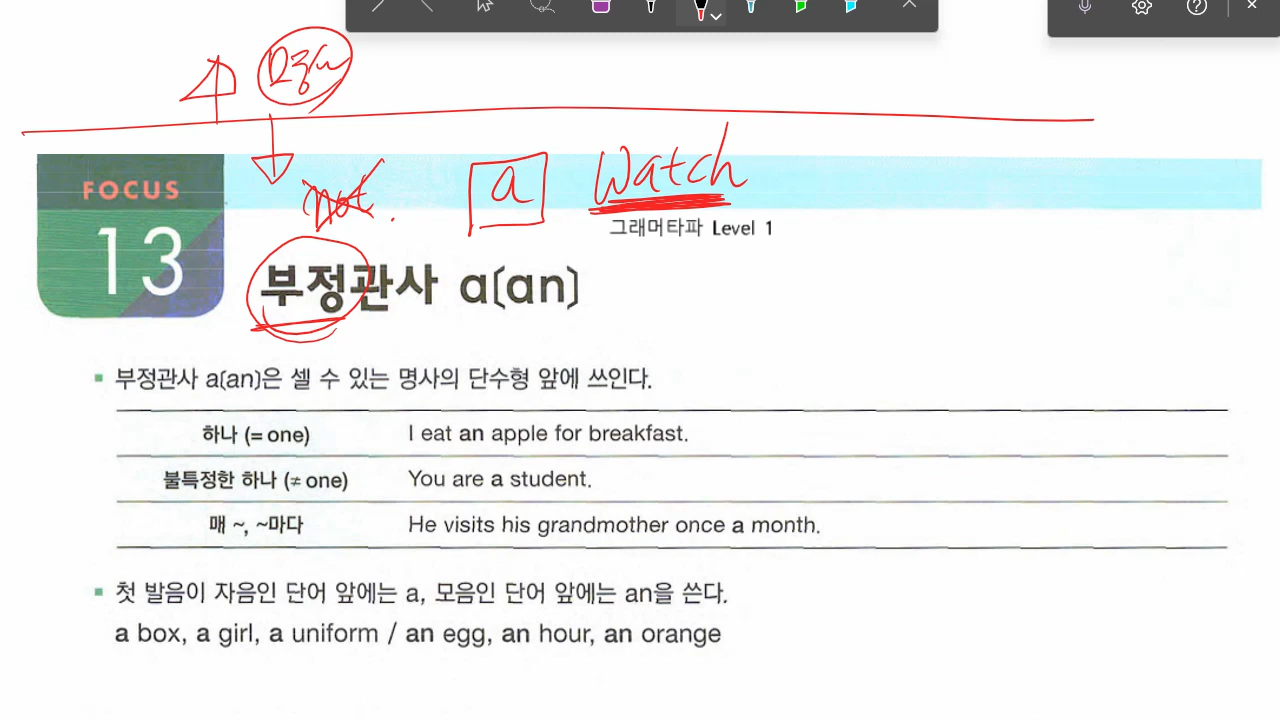 not.
a Watch
FOCUS
13
그래머타파 Level 1
부정관사 a(an)
부정관사 a(an)은 셀 수 있는 명사의 단수형 앞에 쓰인다.
하나 (= one) I eat an apple for breakfast.
불특정한 하나 (≠ one) You are a student.
매 ~, ~마다 He visits his grandmother once a month.
첫 발음이 자음인 단어 앞에는 a, 모음인 단어 앞에는 an을 쓴다.
a box, a girl, a uniform / an egg, an hour, an orange